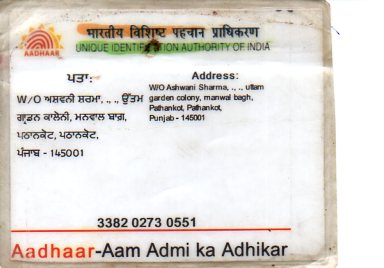 भारतीय विशिष्ट पहचान प्राधिकरण
AADHAAR
UNIQUE IDENTIFICATION AUTHORITY OF INDIA
ਪਤਾ:
W/O ਅਸ਼ਵਨੀ ਸ਼ਰਮਾ, ., ., ਉੱਤਮ
ਗਾਰਡਨ ਕਾਲੋਨੀ, ਮਨਵਾਲ ਬਾਗ਼,
ਪਠਾਨਕੋਟ, ਪਠਾਨਕੋਟ,
ਪੰਜਾਬ - 145001
Address:
W/O Ashwani Sharma, ., ., uttam
garden colony, manwal bagh,
Pathankot, Pathankot,
Punjab - 145001
3382 0273 0551
Aadhaar-Aam Admi ka Adhikar